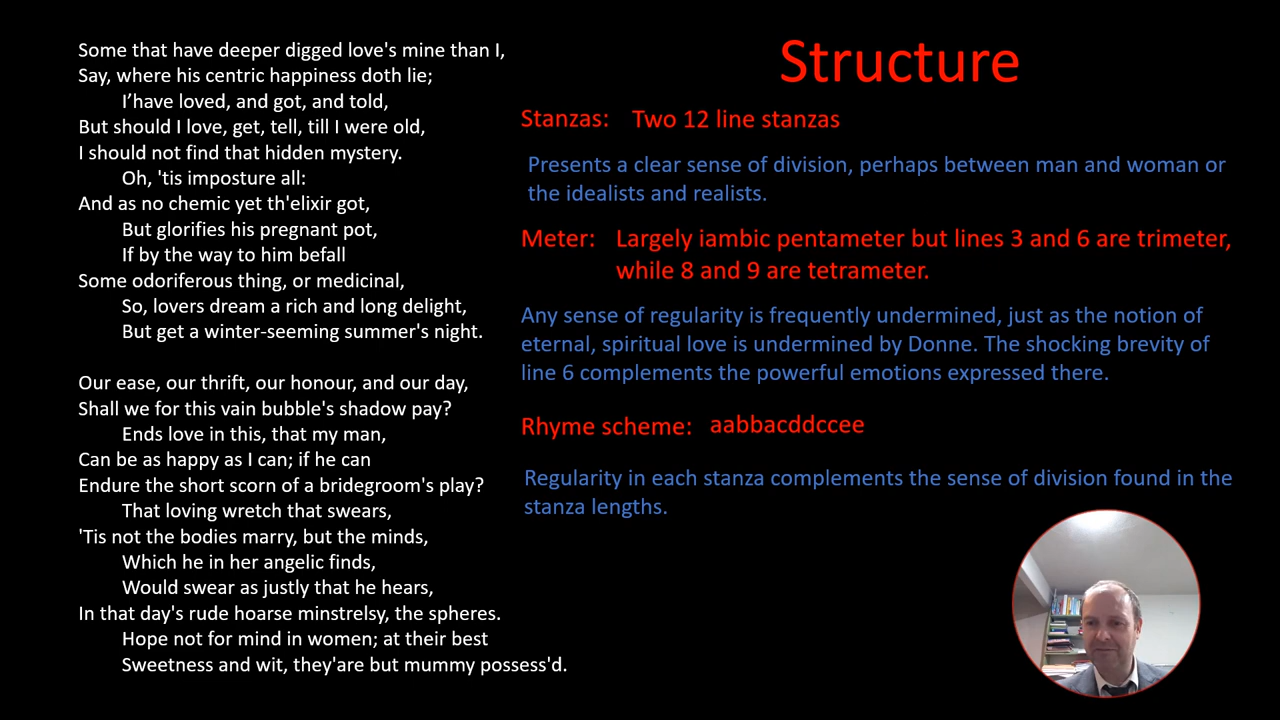 Some that have deeper digged love's mine than I,
Say, where his centric happiness doth lie;
I’have loved, and got, and told,
But should I love, get, tell, till I were old,
I should not find that hidden mystery.
Oh, 'tis imposture all:
And as no chemic yet th'elixir got,
But glorifies his pregnant pot,
If by the way to him befall
Some odoriferous thing, or medicinal,
So, lovers dream a rich and long delight,
But get a winter-seeming summer's night.
Our ease, our thrift, our honour, and our day,
Shall we for this vain bubble's shadow pay?
Ends love in this, that my man,
Can be as happy as I can; if he can
Endure the short scorn of a bridegroom's play?
That loving wretch that swears,
'Tis not the bodies marry, but the minds,
Which he in her angelic finds,
Would swear as justly that he hears,
In that day's rude hoarse minstrelsy, the spheres.
Hope not for mind in women; at their best
Sweetness and wit, they'are but mummy possess'd.
Structure
Stanzas: Two 12 line stanzas
Presents a clear sense of division, perhaps between man and woman or
the idealists and realists.
Meter: Largely iambic pentameter but lines 3 and 6 are trimeter,
while 8 and 9 are tetrameter.
Any sense of regularity is frequently undermined, just as the notion of
eternal, spiritual love is undermined by Donne. The shocking brevity of
line 6 complements the powerful emotions expressed there.
Rhyme scheme: aabbacddccee
Regularity in each stanza complements the sense of division found in the
stanza lengths.